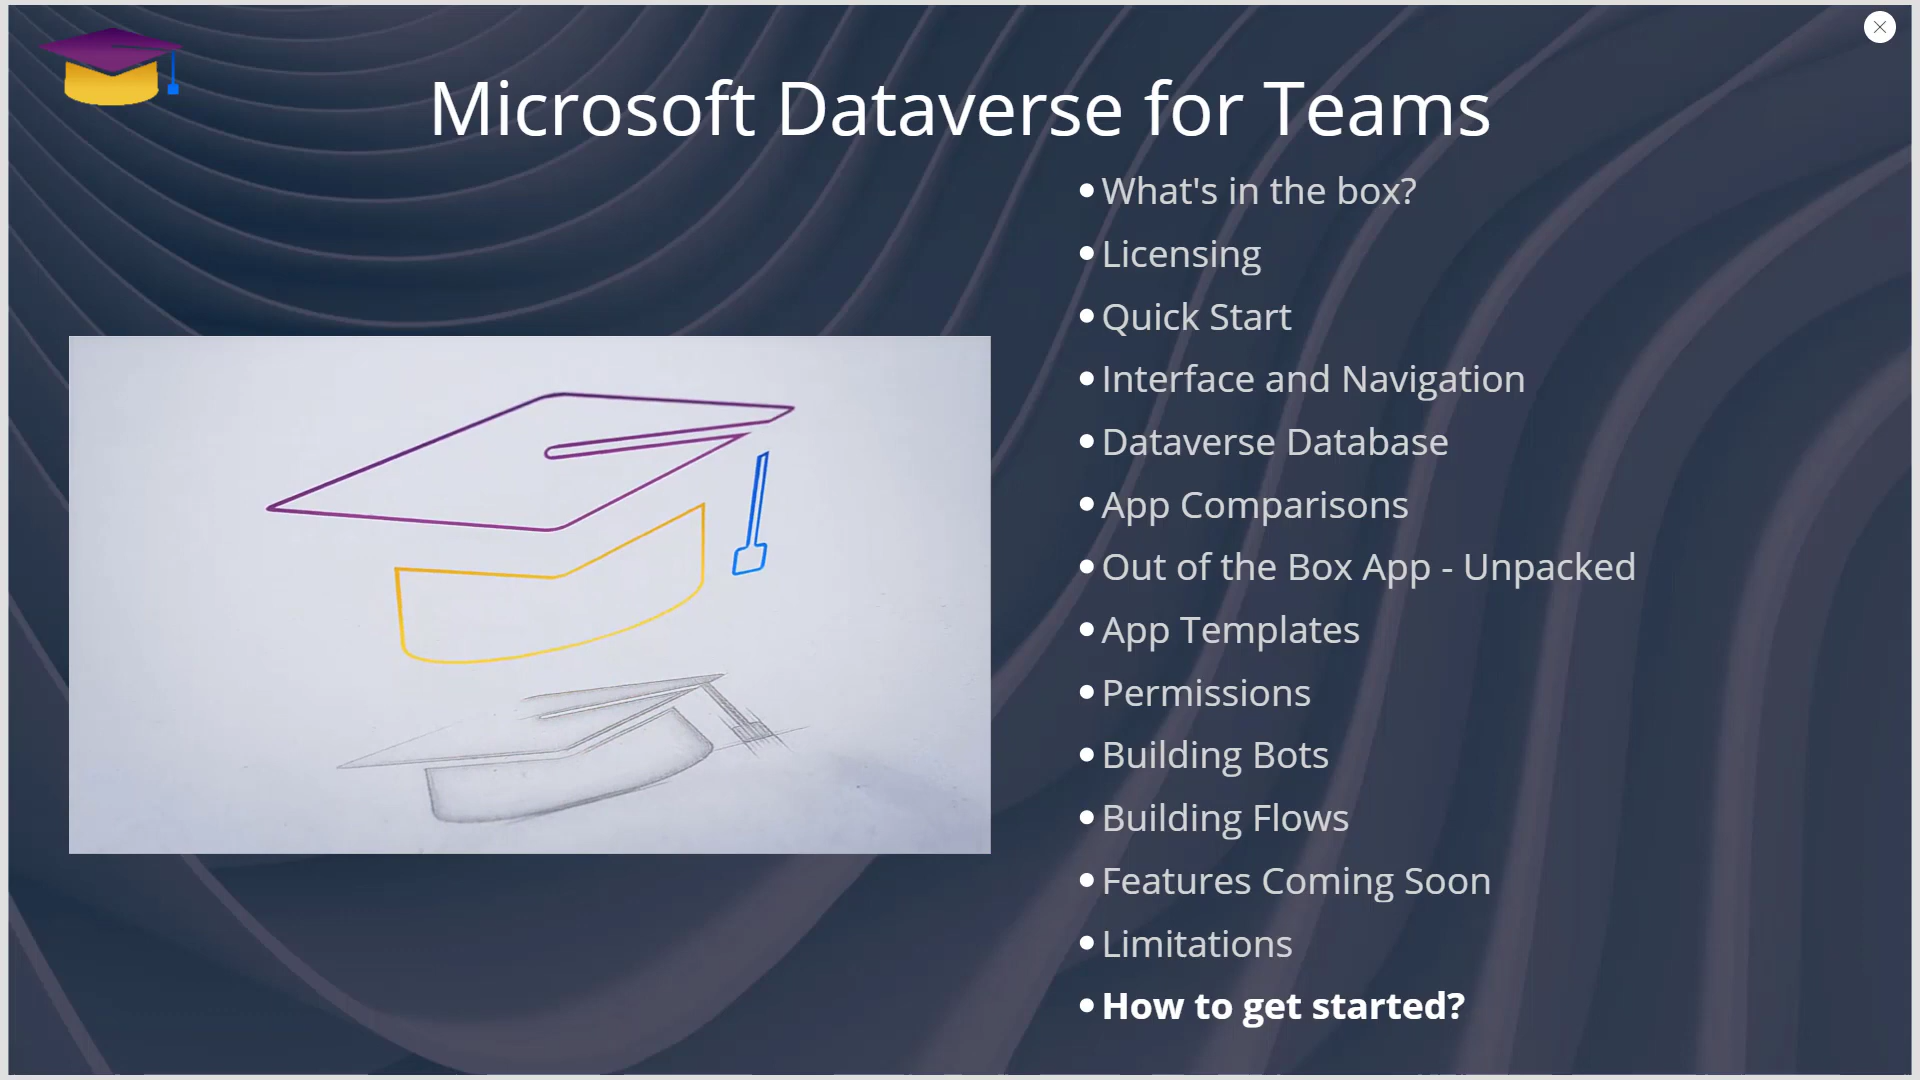 Microsoft Dataverse for Teams
• What's in the box?
• Licensing
• Quick Start
• Interface and Navigation
• Dataverse Database
• App Comparisons
• Out of the Box App - Unpacked
• App Templates
• Permissions
• Building Bots
• Building Flows
• Features Coming Soon
• Limitations
• How to get started?